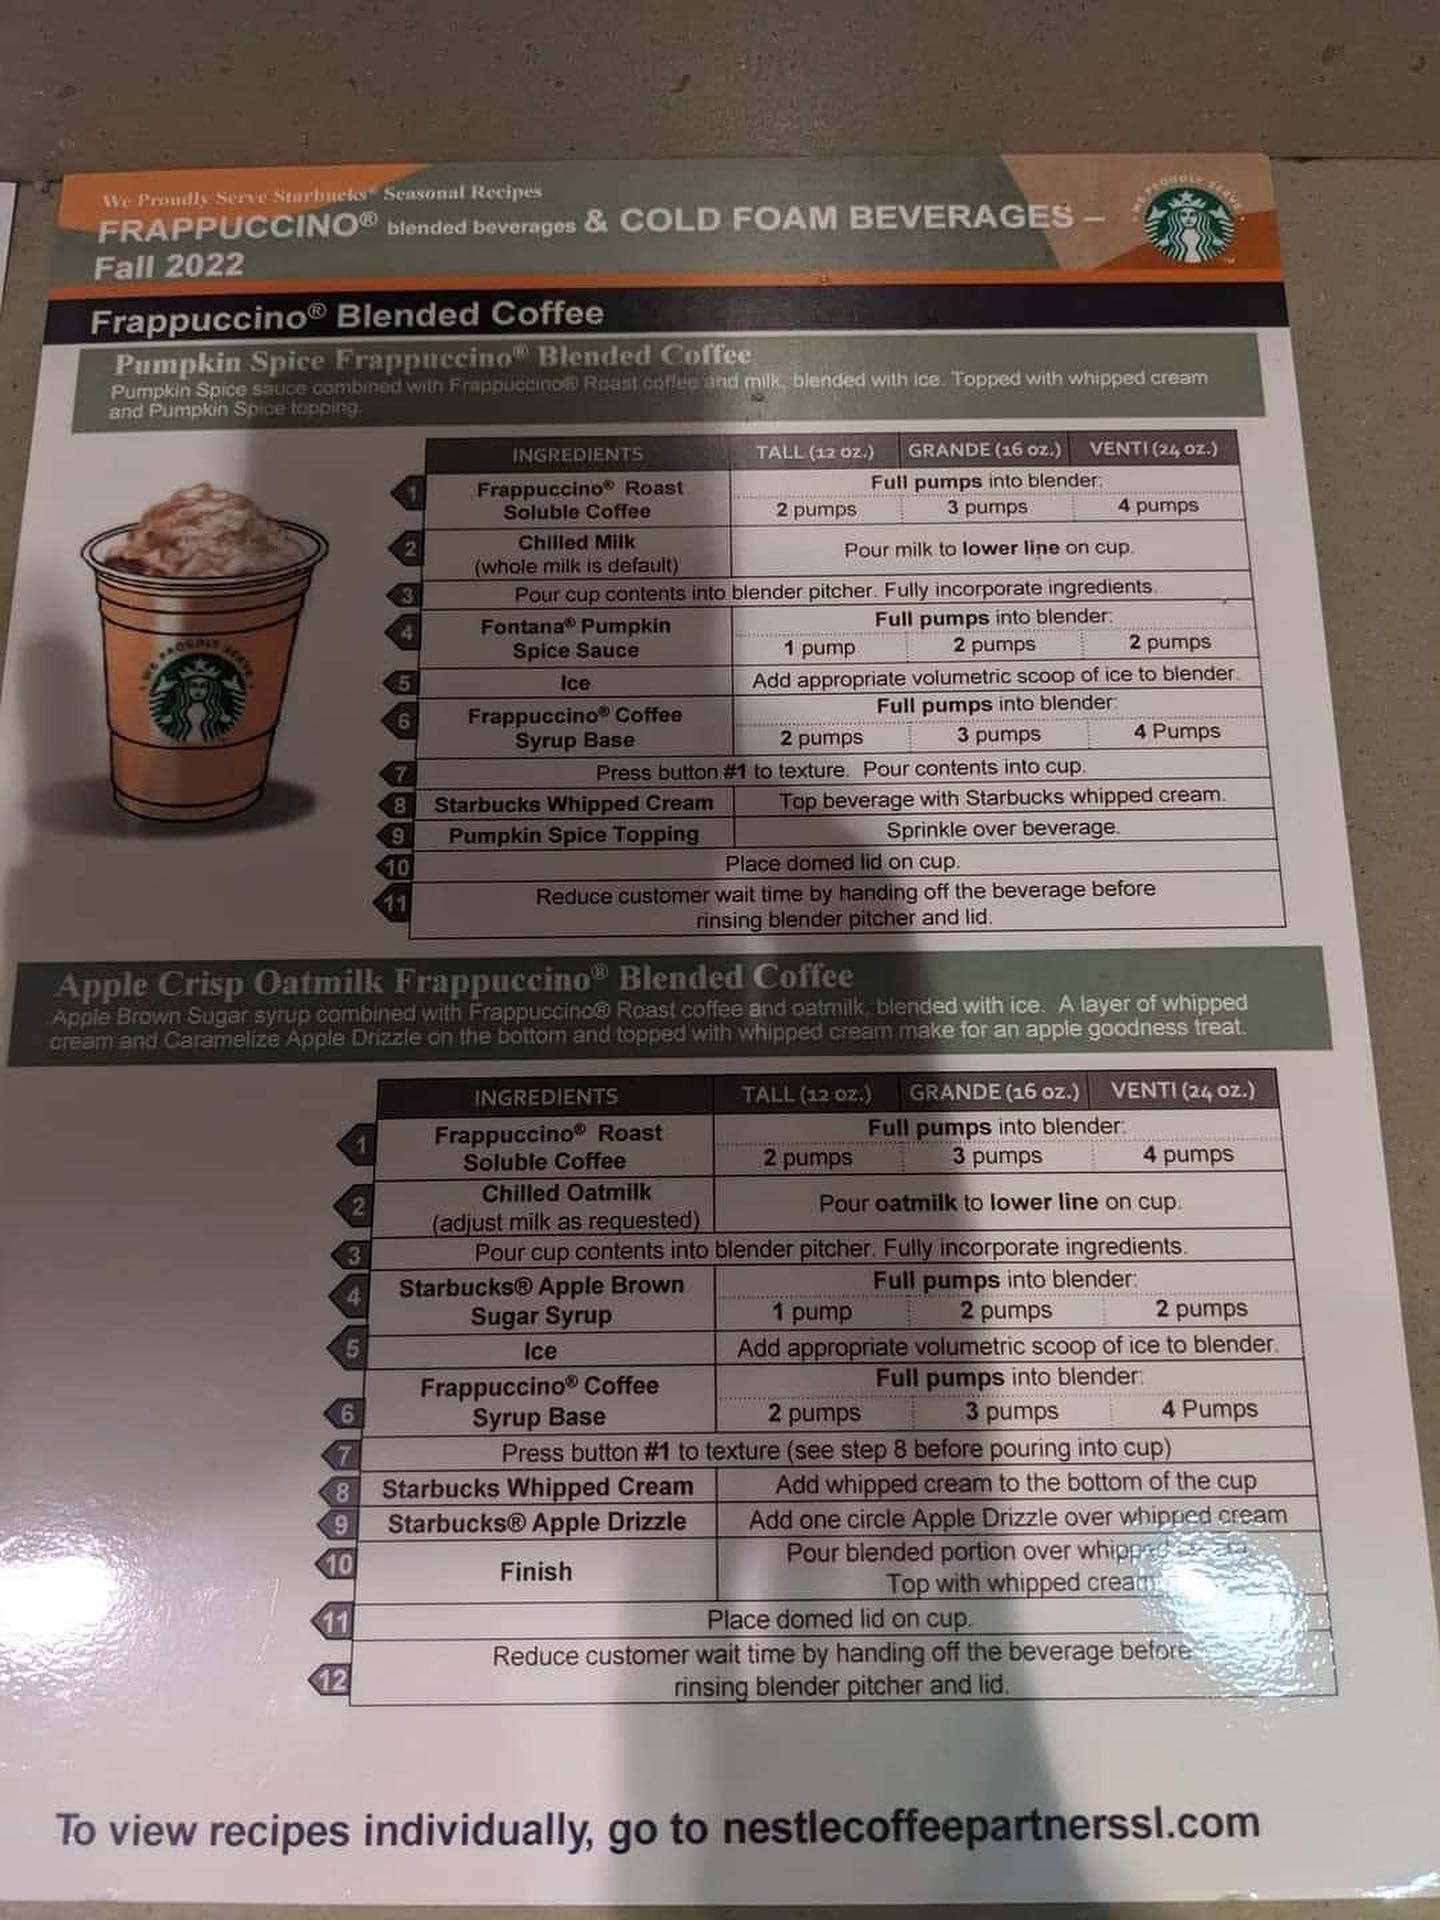 We Proudly Serve Starbucks® Seasonal Recipes
FRAPPUCCINO® blended beverages & COLD FOAM BEVERAGES –
Fall 2022
WE PROUDLY SERVE
Frappuccino® Blended Coffee
Pumpkin Spice Frappuccino® Blended Coffee
Pumpkin Spice sauce combined with Frappuccino® Roast coffee and milk, blended with ice. Topped with whipped cream
and Pumpkin Spice topping.
INGREDIENTS TALL (12 oz.) GRANDE (16 oz.) VENTI (24 oz.)
1 Frappuccino® Roast Full pumps into blender:
Soluble Coffee 2 pumps 3 pumps 4 pumps
2 Chilled Milk Pour milk to lower line on cup.
(whole milk is default)
3 Pour cup contents into blender pitcher. Fully incorporate ingredients.
4 Fontana® Pumpkin Full pumps into blender:
Spice Sauce 1 pump 2 pumps 2 pumps
5 Ice Add appropriate volumetric scoop of ice to blender.
6 Frappuccino® Coffee Full pumps into blender:
Syrup Base 2 pumps 3 pumps 4 Pumps
7 Press button #1 to texture. Pour contents into cup.
8 Starbucks Whipped Cream Top beverage with Starbucks whipped cream.
9 Pumpkin Spice Topping Sprinkle over beverage.
10 Place domed lid on cup.
11 Reduce customer wait time by handing off the beverage before
rinsing blender pitcher and lid.
WE PROUDLY SERVE
Apple Crisp Oatmilk Frappuccino® Blended Coffee
Apple Brown Sugar syrup combined with Frappuccino® Roast coffee and oatmilk, blended with ice. A layer of whipped
cream and Caramelize Apple Drizzle on the bottom and topped with whipped cream make for an apple goodness treat.
INGREDIENTS TALL (12 oz.) GRANDE (16 oz.) VENTI (24 oz.)
1 Frappuccino® Roast Full pumps into blender:
Soluble Coffee 2 pumps 3 pumps 4 pumps
2 Chilled Oatmilk Pour oatmilk to lower line on cup.
(adjust milk as requested)
3 Pour cup contents into blender pitcher. Fully incorporate ingredients.
4 Starbucks® Apple Brown Full pumps into blender:
Sugar Syrup 1 pump 2 pumps 2 pumps
5 Ice Add appropriate volumetric scoop of ice to blender.
6 Frappuccino® Coffee Full pumps into blender:
Syrup Base 2 pumps 3 pumps 4 Pumps
7 Press button #1 to texture (see step 8 before pouring into cup)
8 Starbucks Whipped Cream Add whipped cream to the bottom of the cup
9 Starbucks® Apple Drizzle Add one circle Apple Drizzle over whipped cream
10 Finish Pour blended portion over whipped
Top with whipped cream
11 Place domed lid on cup.
12 Reduce customer wait time by handing off the beverage before
rinsing blender pitcher and lid.
To view recipes individually, go to nestlecoffeepartnerssl.com